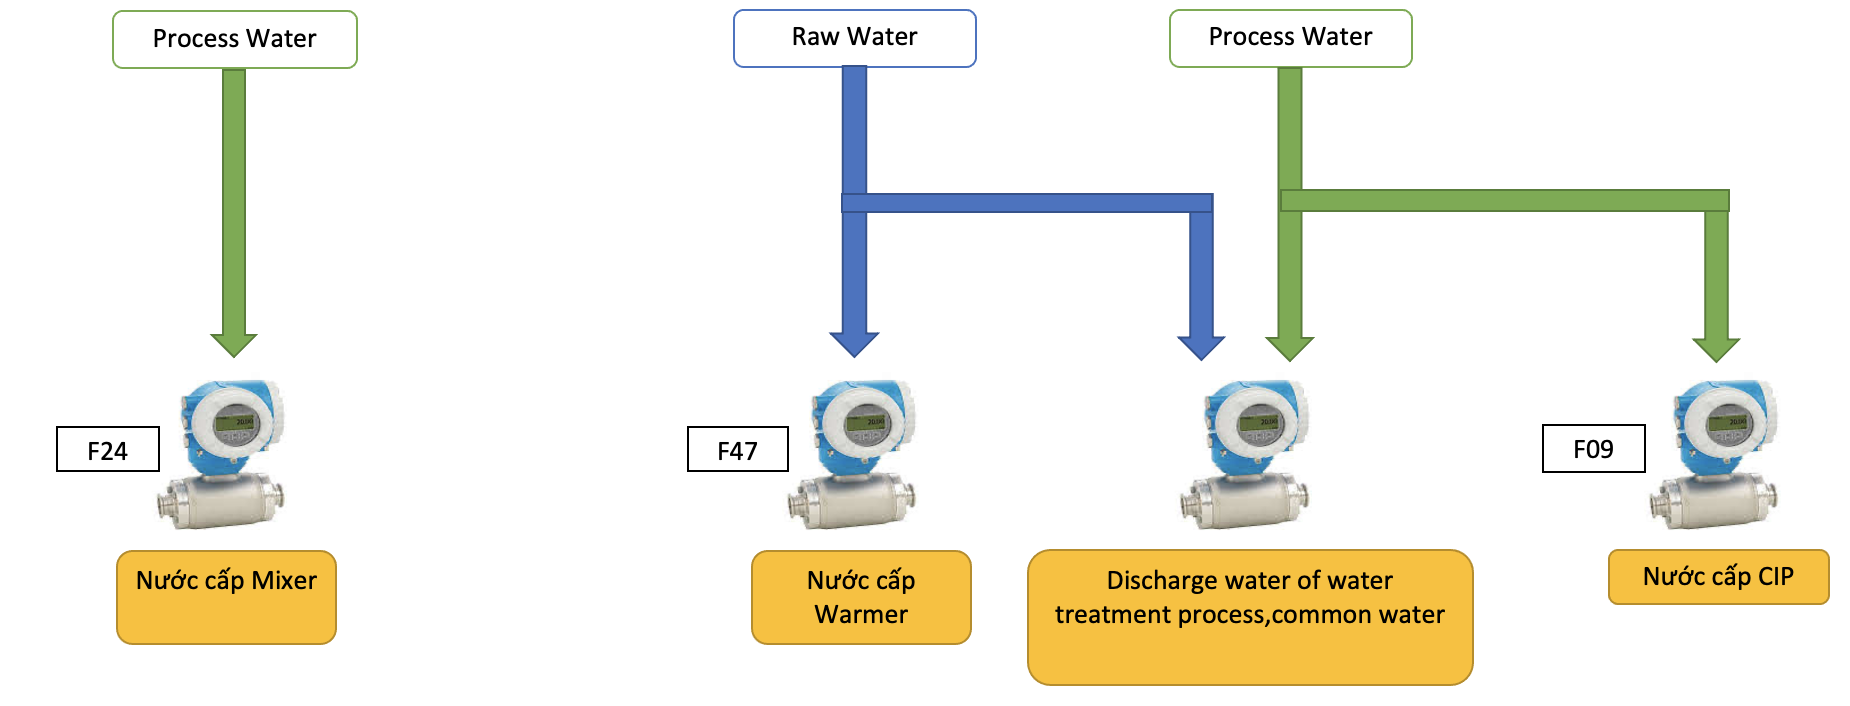 Process Water
Raw Water
Process Water
F24
F47
F09
Nước cấp Mixer
Nước cấp
Warmer
Discharge water of water
treatment process,common water
Nước cấp CIP